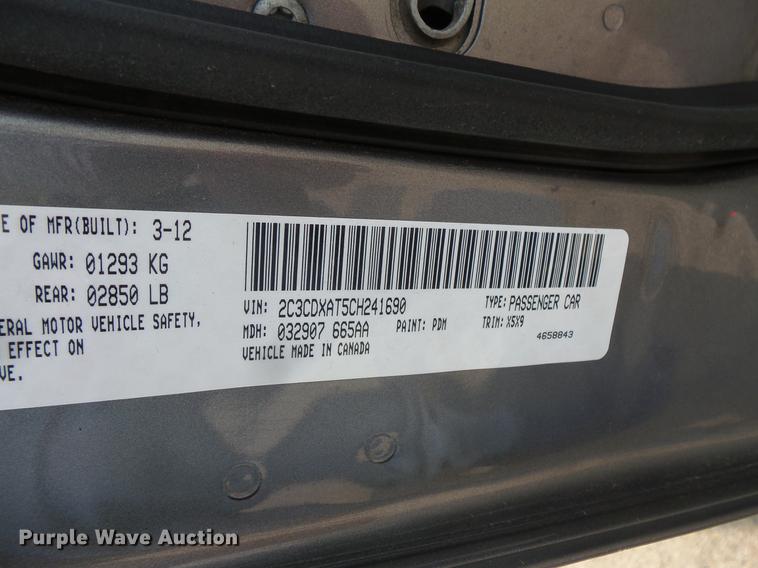 E OF MFR(BUILT): 3-12
GAWR: 01293 KG
REAR: 02850 LB
ERAL MOTOR VEHICLE SAFETY,
EFFECT ON
VE.
VIN: 2C3CDXAT5CH241690 TYPE: PASSENGER CAR
MDH: 032907 665AA PAINT: PDM TRIM: X5X9
VEHICLE MADE IN CANADA 4658843
Purple Wave Auction